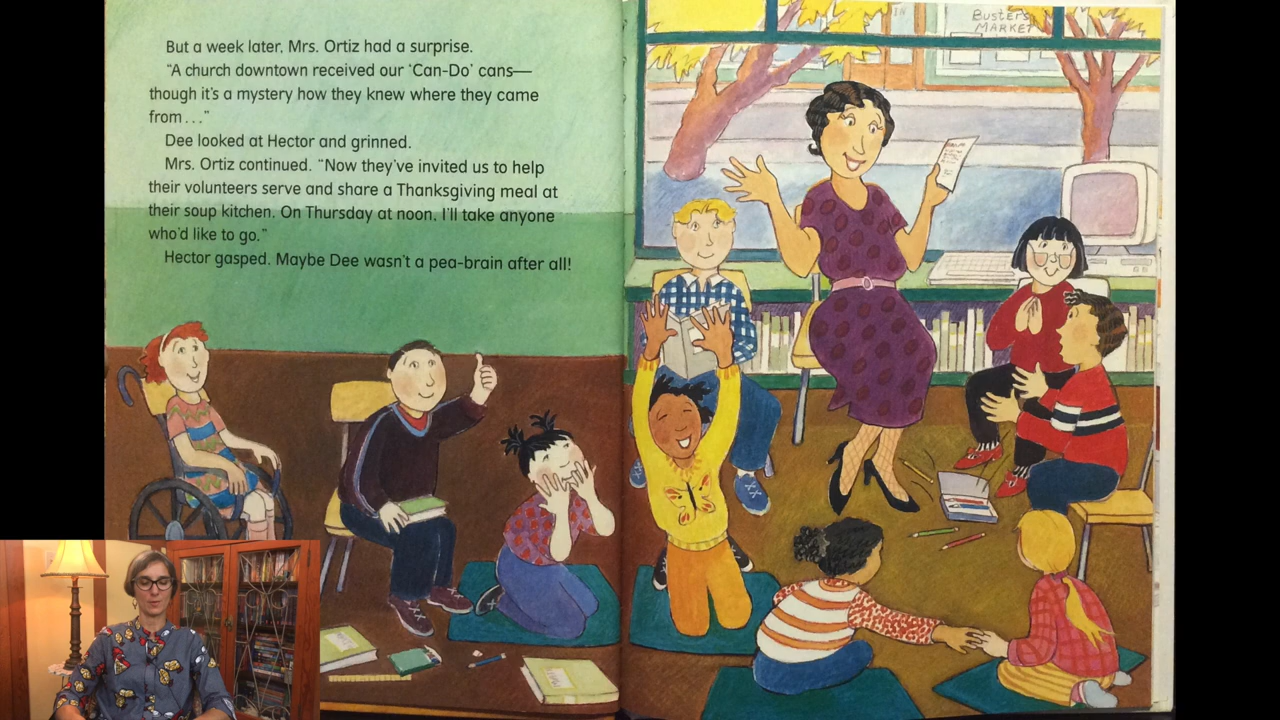 But a week later, Mrs. Ortiz had a surprise.
“A church downtown received our ‘Can-Do’ cans—
though it’s a mystery how they knew where they came
from . . .”
Dee looked at Hector and grinned.
Mrs. Ortiz continued. “Now they’ve invited us to help
their volunteers serve and share a Thanksgiving meal at
their soup kitchen. On Thursday at noon. I’ll take anyone
who’d like to go.”
Hector gasped. Maybe Dee wasn’t a pea-brain after all!
IN
BUSTER'S
MARKET